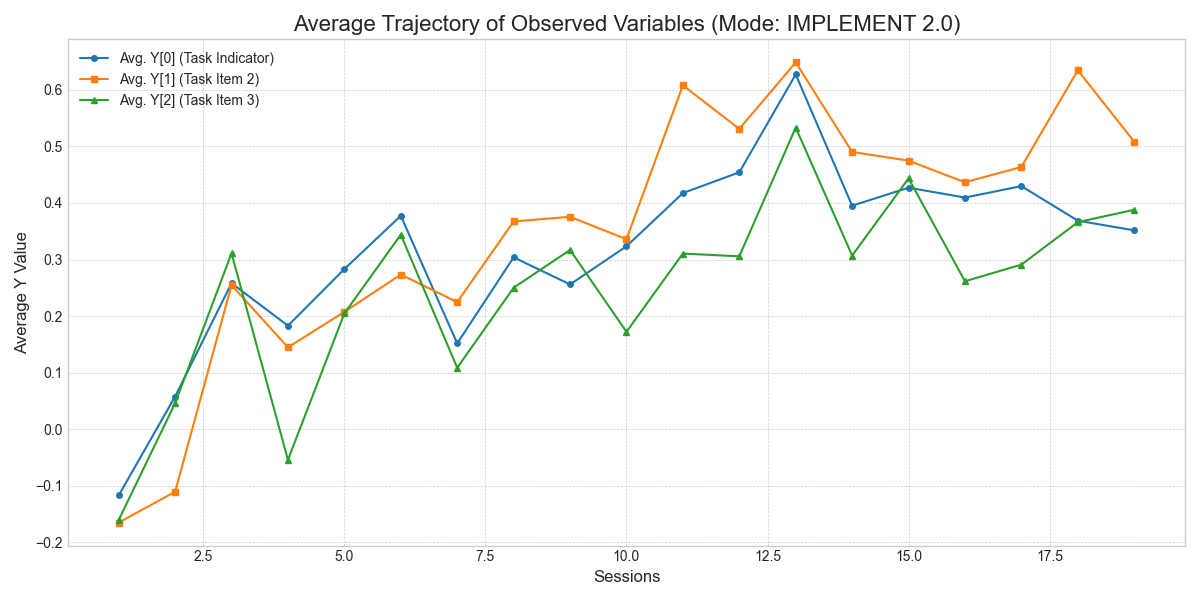 Average Trajectory of Observed Variables (Mode: IMPLEMENT 2.0)
Avg. Y[0] (Task Indicator)
Avg. Y[1] (Task Item 2)
Avg. Y[2] (Task Item 3)
Average Y Value
0.6
0.5
0.4
0.3
0.2
0.1
0.0
−0.1
−0.2
2.5 5.0 7.5 10.0 12.5 15.0 17.5
Sessions